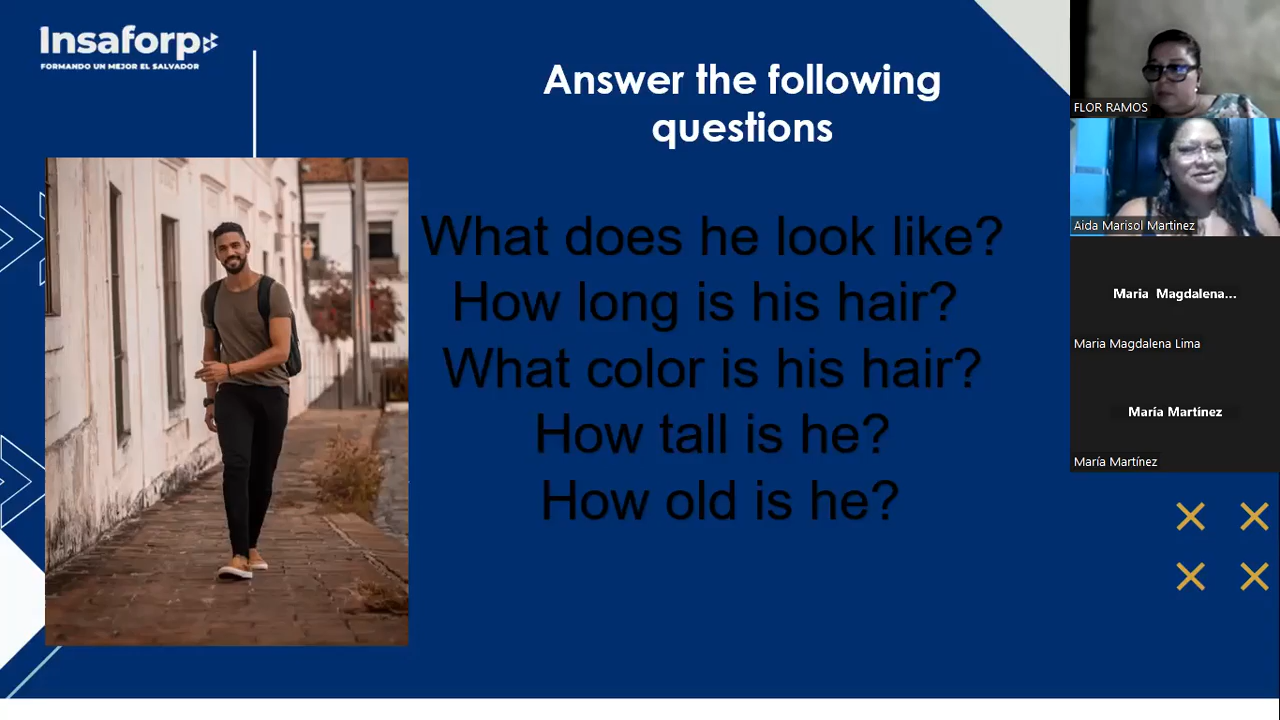 Insaforp
FORMANDO UN MEJOR EL SALVADOR
Answer the following
questions
What does he look like?
How long is his hair?
What color is his hair?
How tall is he?
How old is he?
FLOR RAMOS
Aida Marisol Martinez
Maria Magdalena...
Maria Magdalena Lima
María Martínez
María Martínez